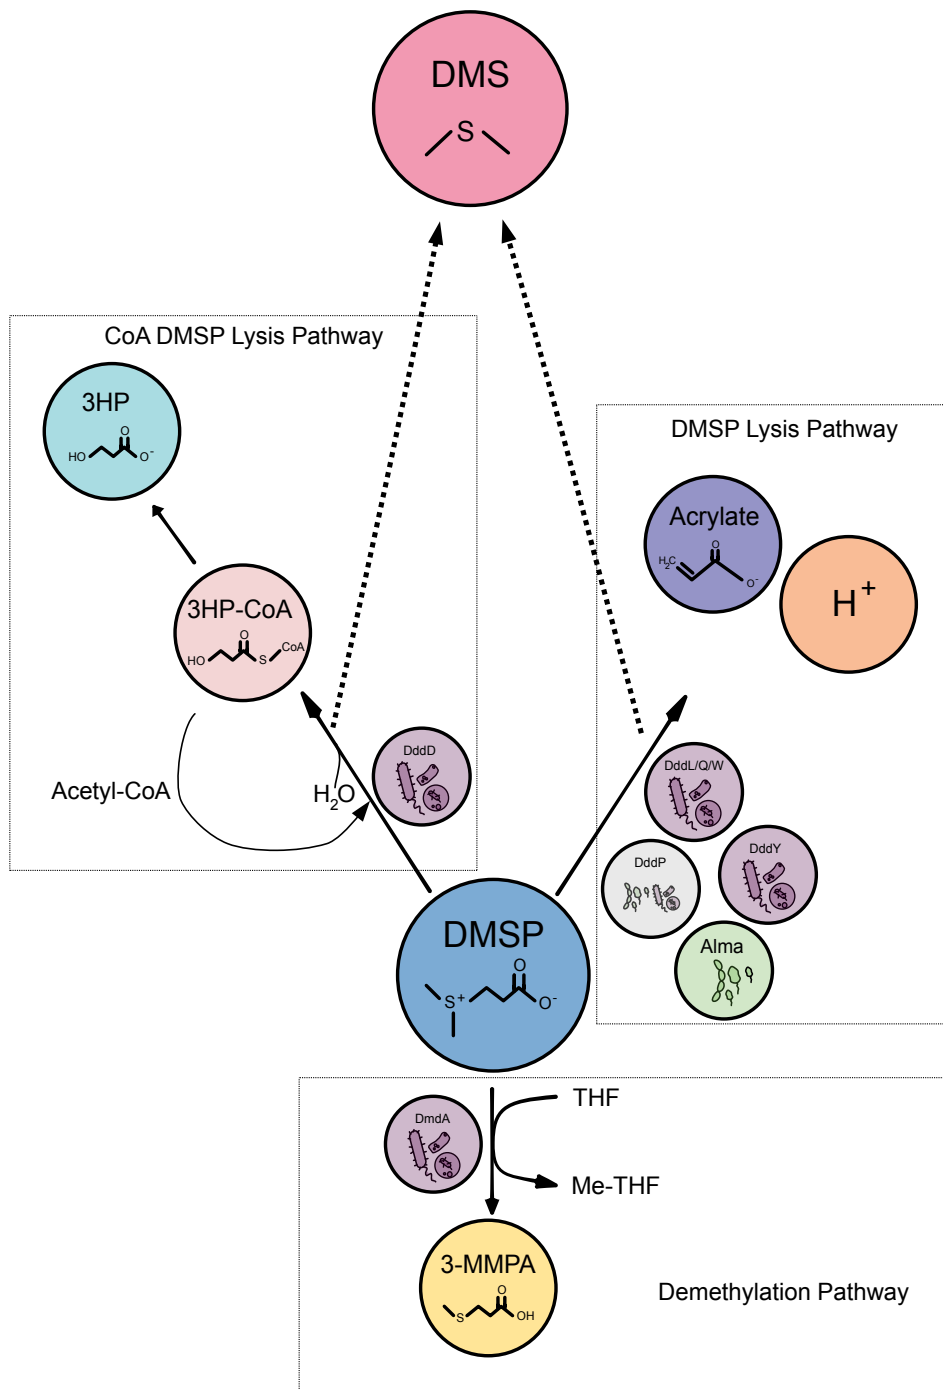 DMS
S
CoA DMSP Lysis Pathway
3HP
O
HO
O-
DMSP Lysis Pathway
Acrylate
O
H2C
O-
H+
3HP-CoA
O
HO
S
CoA
DddD
Acetyl-CoA
H2O
DddL/Q/W
DddP
DddY
Alma
DMSP
O
S+
O-
DmdA
THF
Me-THF
3-MMPA
O
S
OH
Demethylation Pathway